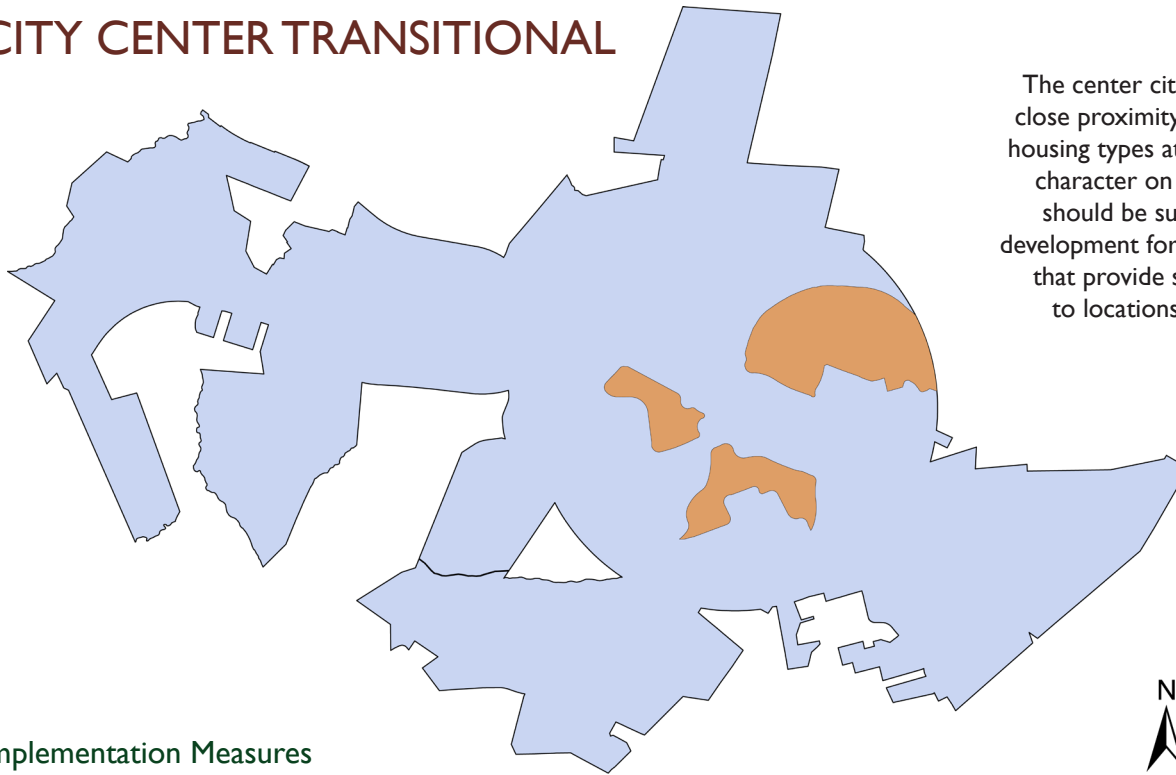 CITY CENTER TRANSITIONAL
The center cit
close proximity
housing types at
character on
should be su
development for
that provide s
to locations
N
mplementation Measures